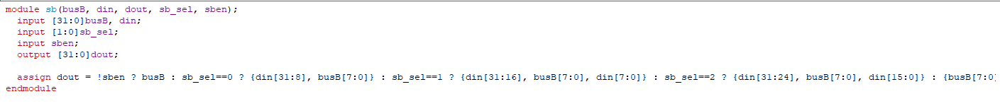 module sb(busB, din, dout, sb_sel, sben);
  input [31:0]busB, din;
  input [1:0]sb_sel;
  input sben;
  output [31:0]dout;
  assign dout = !sben ? busB : sb_sel==0 ? {din[31:8], busB[7:0]} : sb_sel==1 ? {din[31:16], busB[7:0], din[7:0]} : sb_sel==2 ? {din[31:24], busB[7:0], din[15:0]} : {busB[7:0]
endmodule